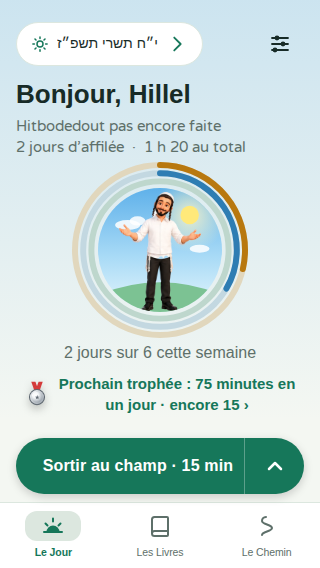 י״ח תשרי תשפ״ז
Bonjour, Hillel
Hitbodedout pas encore faite
2 jours d’affilée · 1 h 20 au total
2 jours sur 6 cette semaine
Prochain trophée : 75 minutes en
un jour · encore 15 ›
Sortir au champ · 15 min
Le Jour
Les Livres
Le Chemin